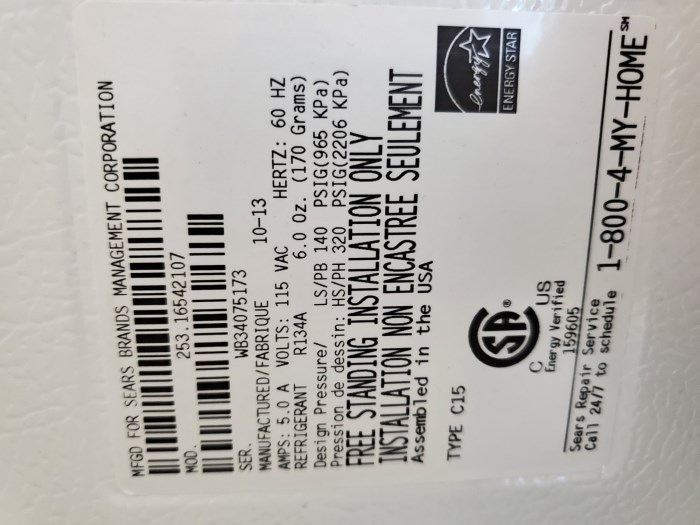 MFGD FOR SEARS BRANDS MANAGEMENT CORPORATION
MOD. 253.16542107
SER. WB34075173
MANUFACTURED/FABRIQUE 10-13
AMPS: 5.0 A VOLTS: 115 VAC HERTZ: 60 HZ
REFRIGERANT R134A 6.0 Oz. (170 Grams)
Design Pressure/ LS/PB 140 PSIG(965 KPa)
Pression de dessin: HS/PH 320 PSIG(2206 KPa)
FREE STANDING INSTALLATION ONLY
INSTALLATION NON ENCASTREE SEULEMENT
Assembled in the USA
TYPE C15
energy
ENERGY STAR
SA®
C US
Energy Verified
159605
Sears Repair Service
Call 24/7 to schedule 1-800-4-MY-HOME℠